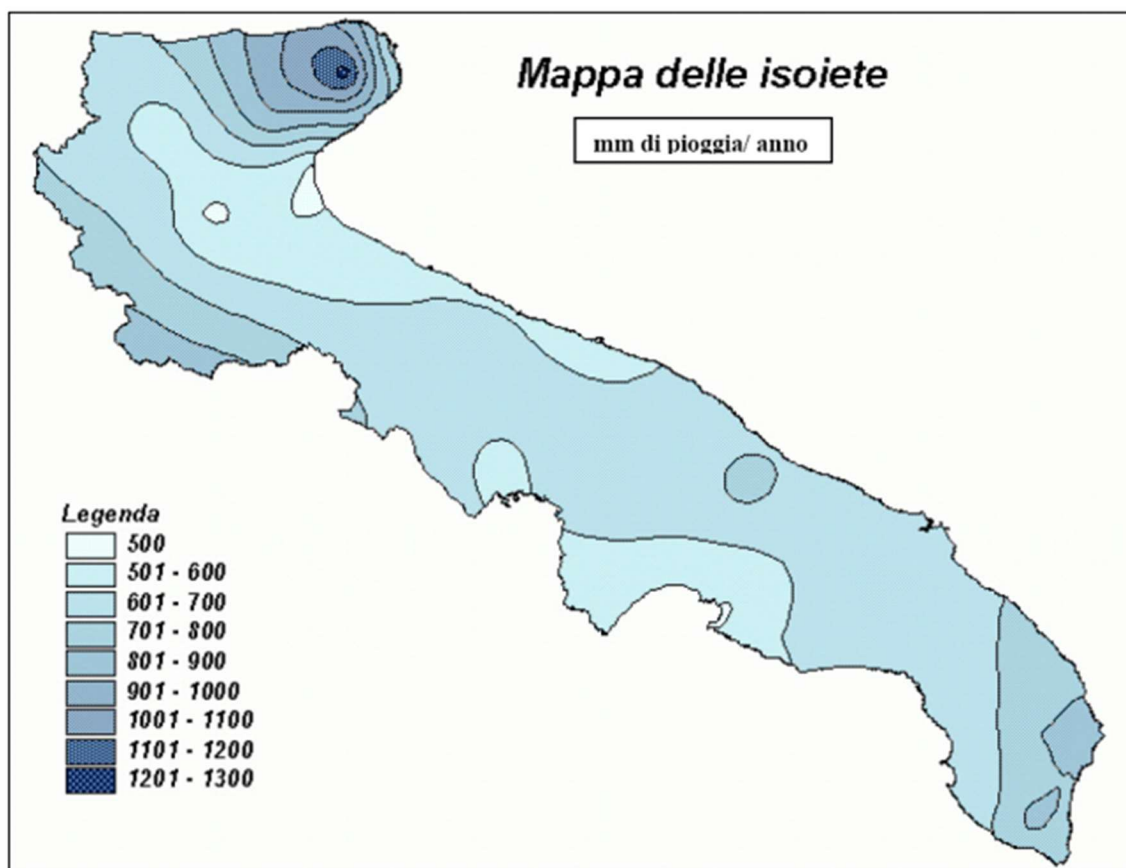 Mappa delle isoiete
mm di pioggia/ anno
Legenda
500
501 - 600
601 - 700
701 - 800
801 - 900
901 - 1000
1001 - 1100
1101 - 1200
1201 - 1300